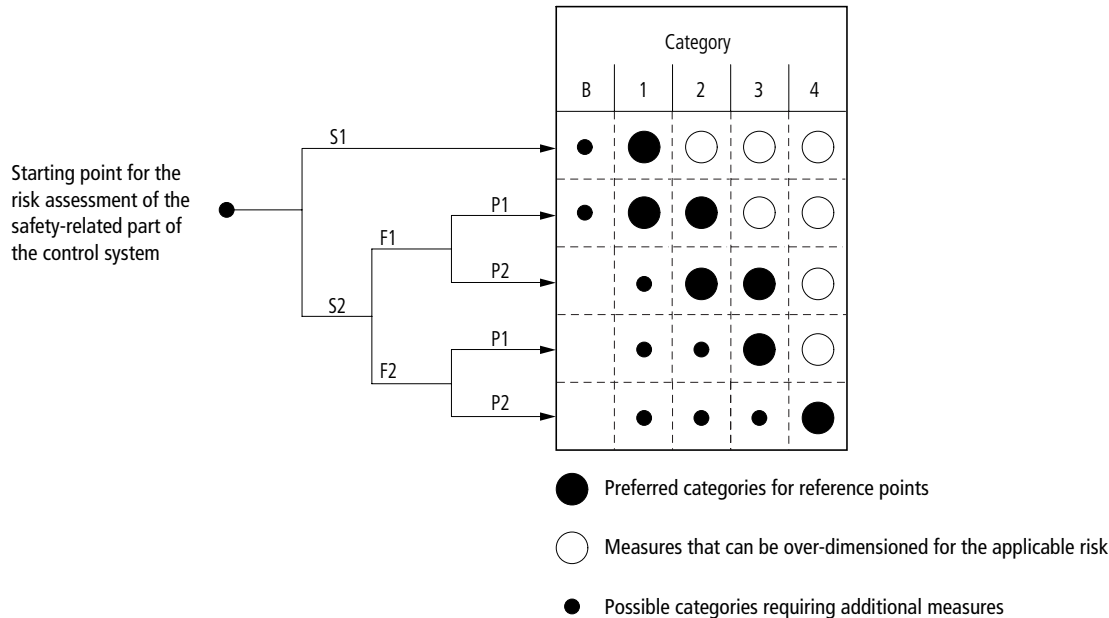 Category
B 1 2 3 4
S1
Starting point for the
risk assessment of the
safety-related part of
the control system
P1
F1
P2
S2
P1
F2
P2
Preferred categories for reference points
Measures that can be over-dimensioned for the applicable risk
Possible categories requiring additional measures